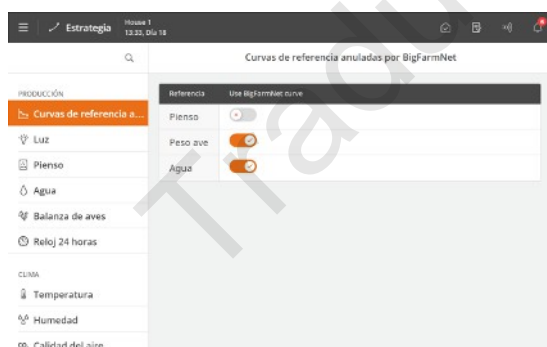 Estrategia
House 1
13:33, Día 18
Curvas de referencia anuladas por BigFarmNet
PRODUCCIÓN
Curvas de referencia a...
Luz
Pienso
Agua
Balanza de aves
Reloj 24 horas
CLIMA
Temperatura
Humedad
Calidad del aire
Referencia Use BigFarmNet curve
Pienso
Peso ave
Agua
Tradu